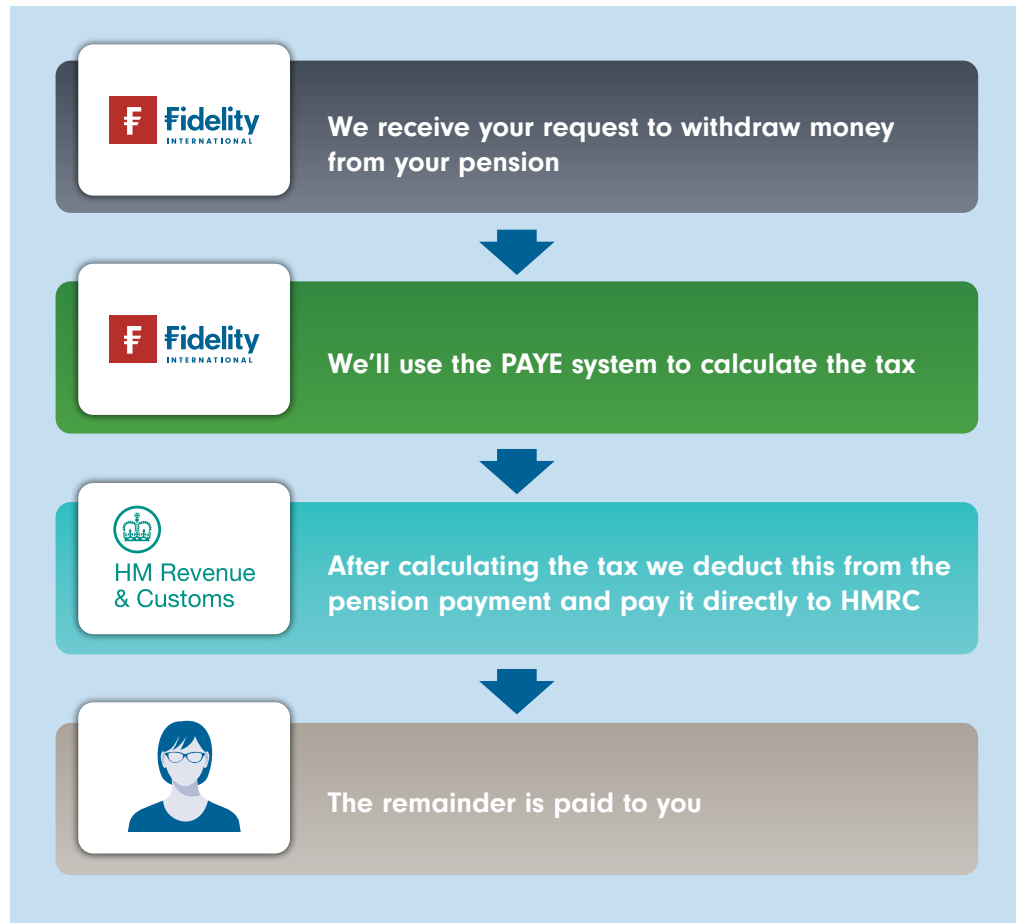 Fidelity
INTERNATIONAL
We receive your request to withdraw money
from your pension
Fidelity
INTERNATIONAL
We'll use the PAYE system to calculate the tax
HM Revenue
& Customs
After calculating the tax we deduct this from the
pension payment and pay it directly to HMRC
The remainder is paid to you